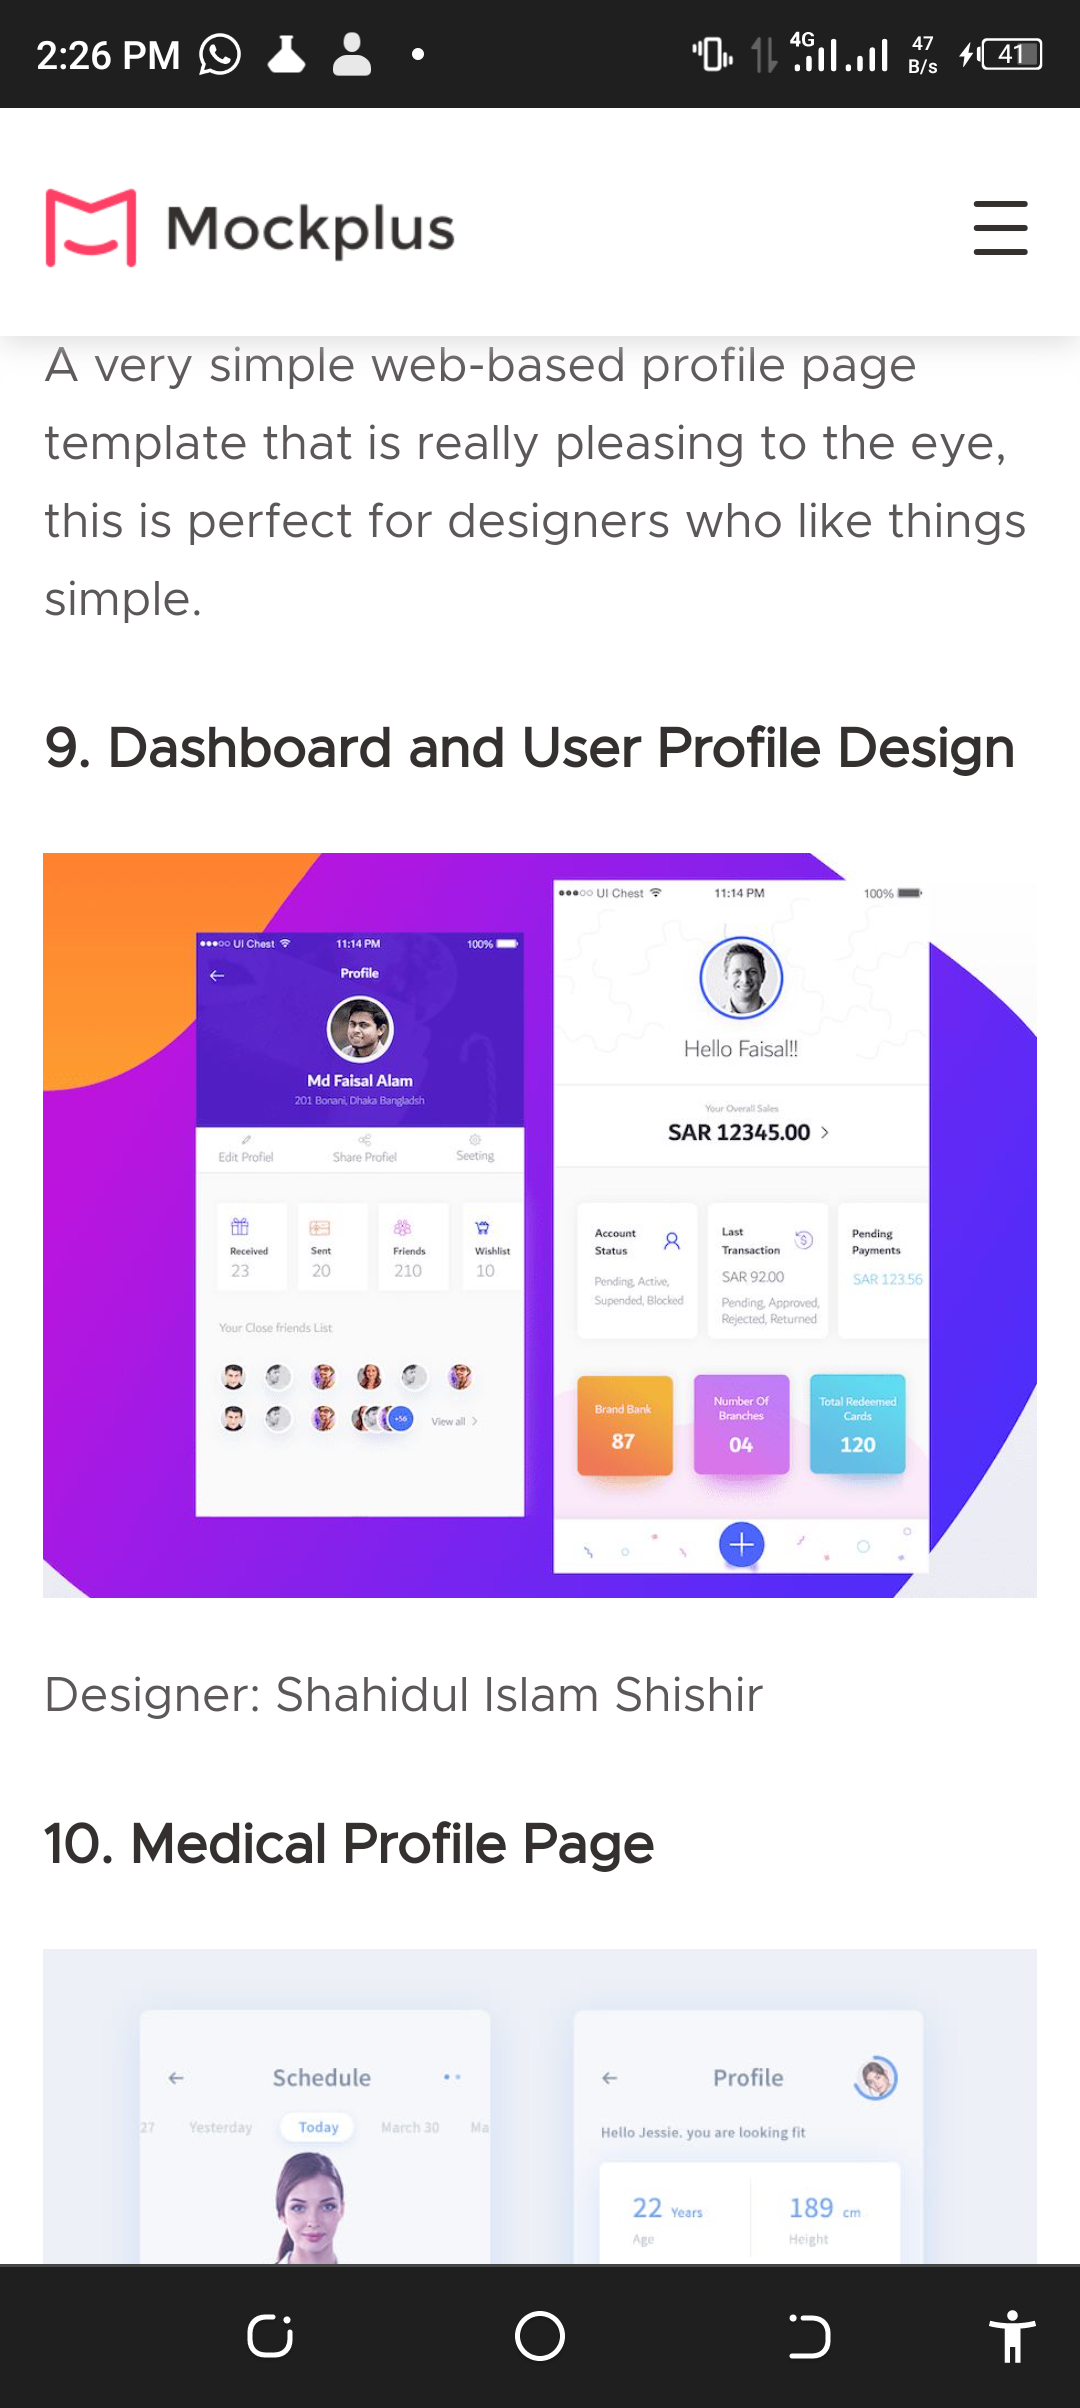 2:26 PM
4G
47
B/s
41
Mockplus
A very simple web-based profile page
template that is really pleasing to the eye,
this is perfect for designers who like things
simple.
9. Dashboard and User Profile Design
UI Chest
11:14 PM
100%
Profile
Md Faisal Alam
201 Bonani, Dhaka Bangladsh
Edit Profiel
Share Profiel
Seeting
Received
23
Sent
20
Friends
210
Wishlist
10
Your Close friends List
+56
View all
UI Chest
11:14 PM
100%
Hello Faisal!!
Your Overall Sales
SAR 12345.00
Account
Status
Pending, Active,
Supended, Blocked
Last
Transaction
SAR 92.00
Pending, Approved,
Rejected, Returned
Pending
Payments
SAR 123.56
Brand Bank
87
Number Of
Branches
04
Total Redeemed
Cards
120
Designer: Shahidul Islam Shishir
10. Medical Profile Page
Schedule
27
Yesterday
Today
March 30
Ma
Profile
Hello Jessie. you are looking fit
22 Years
Age
189 cm
Height